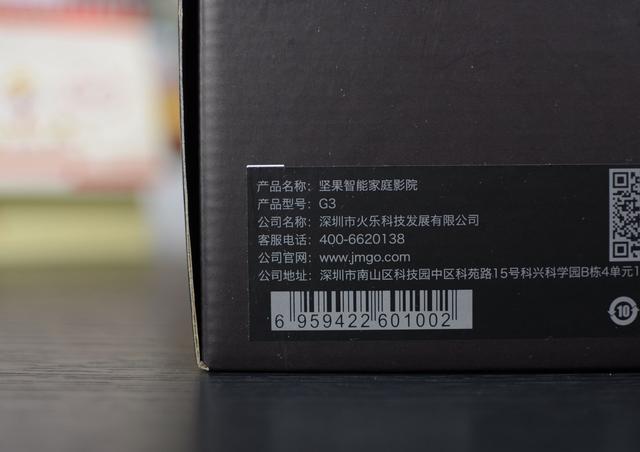 产品名称：坚果智能家庭影院
产品型号：G3
公司名称：深圳市火乐科技发展有限公司
客服电话：400-6620138
公司官网：www.jmgo.com
公司地址：深圳市南山区科技园中区科苑路15号科兴科学园B栋4单元1
6 959422 601002
10